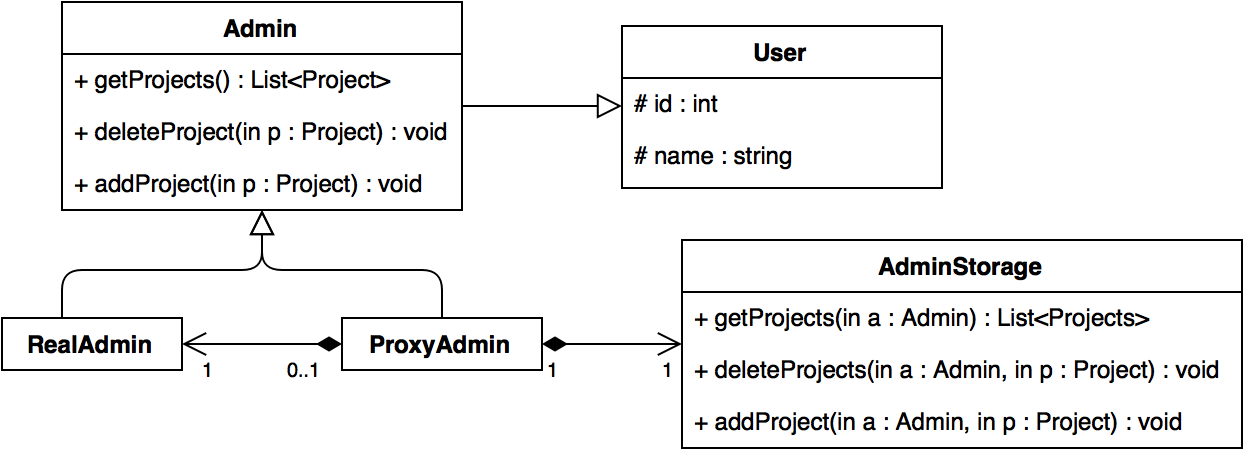 Admin
+ getProjects() : List<Project>
+ deleteProject(in p : Project) : void
+ addProject(in p : Project) : void
User
# id : int
# name : string
RealAdmin
1
0..1
ProxyAdmin
1
1
AdminStorage
+ getProjects(in a : Admin) : List<Projects>
+ deleteProjects(in a : Admin, in p : Project) : void
+ addProject(in a : Admin, in p : Project) : void